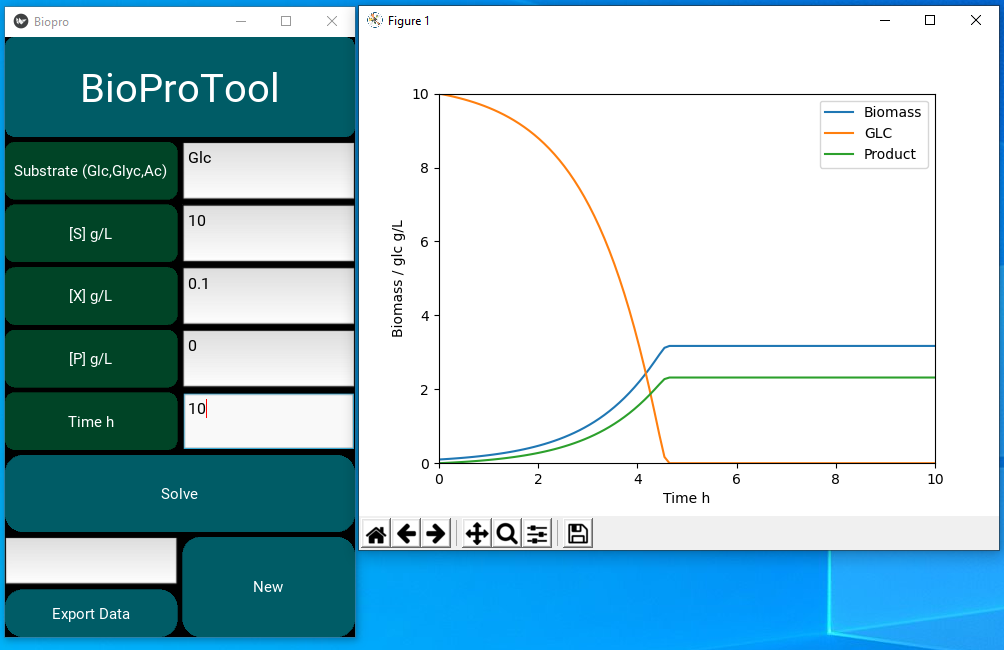 Biopro
BioProTool
Substrate (Glc,Glyc,Ac)
Glc
[S] g/L
10
[X] g/L
0.1
[P] g/L
0
Time h
10
Solve
New
Export Data
Figure 1
10
8
6
4
2
0
Biomass / glc g/L
Biomass
GLC
Product
0 2 4 6 8 10
Time h